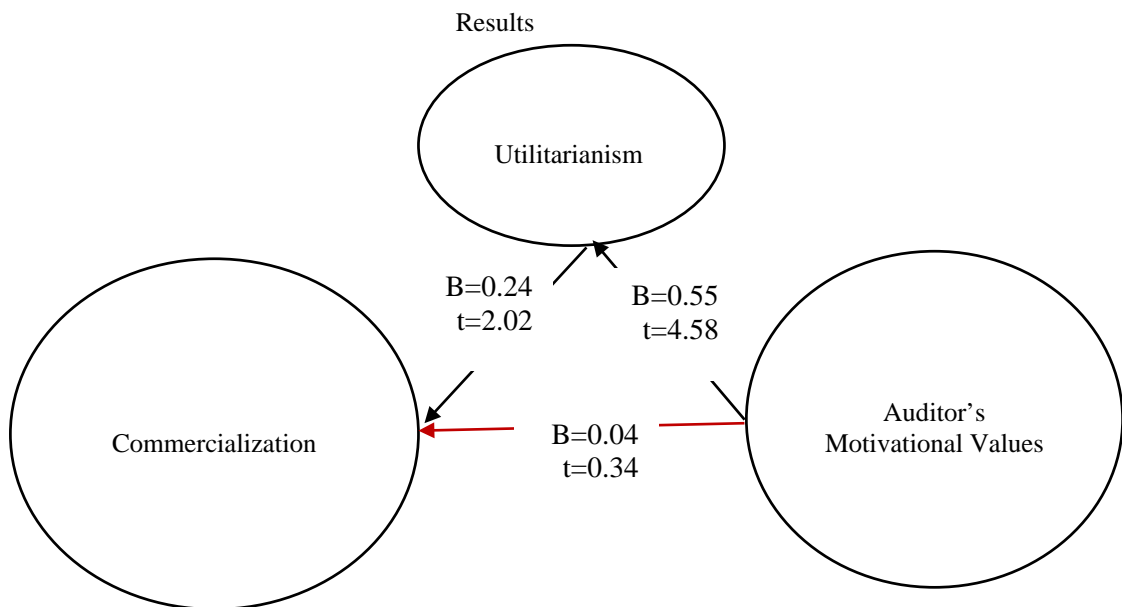 Results
Utilitarianism
B=0.24
t=2.02
B=0.55
t=4.58
Commercialization
B=0.04
t=0.34
Auditor’s
Motivational Values